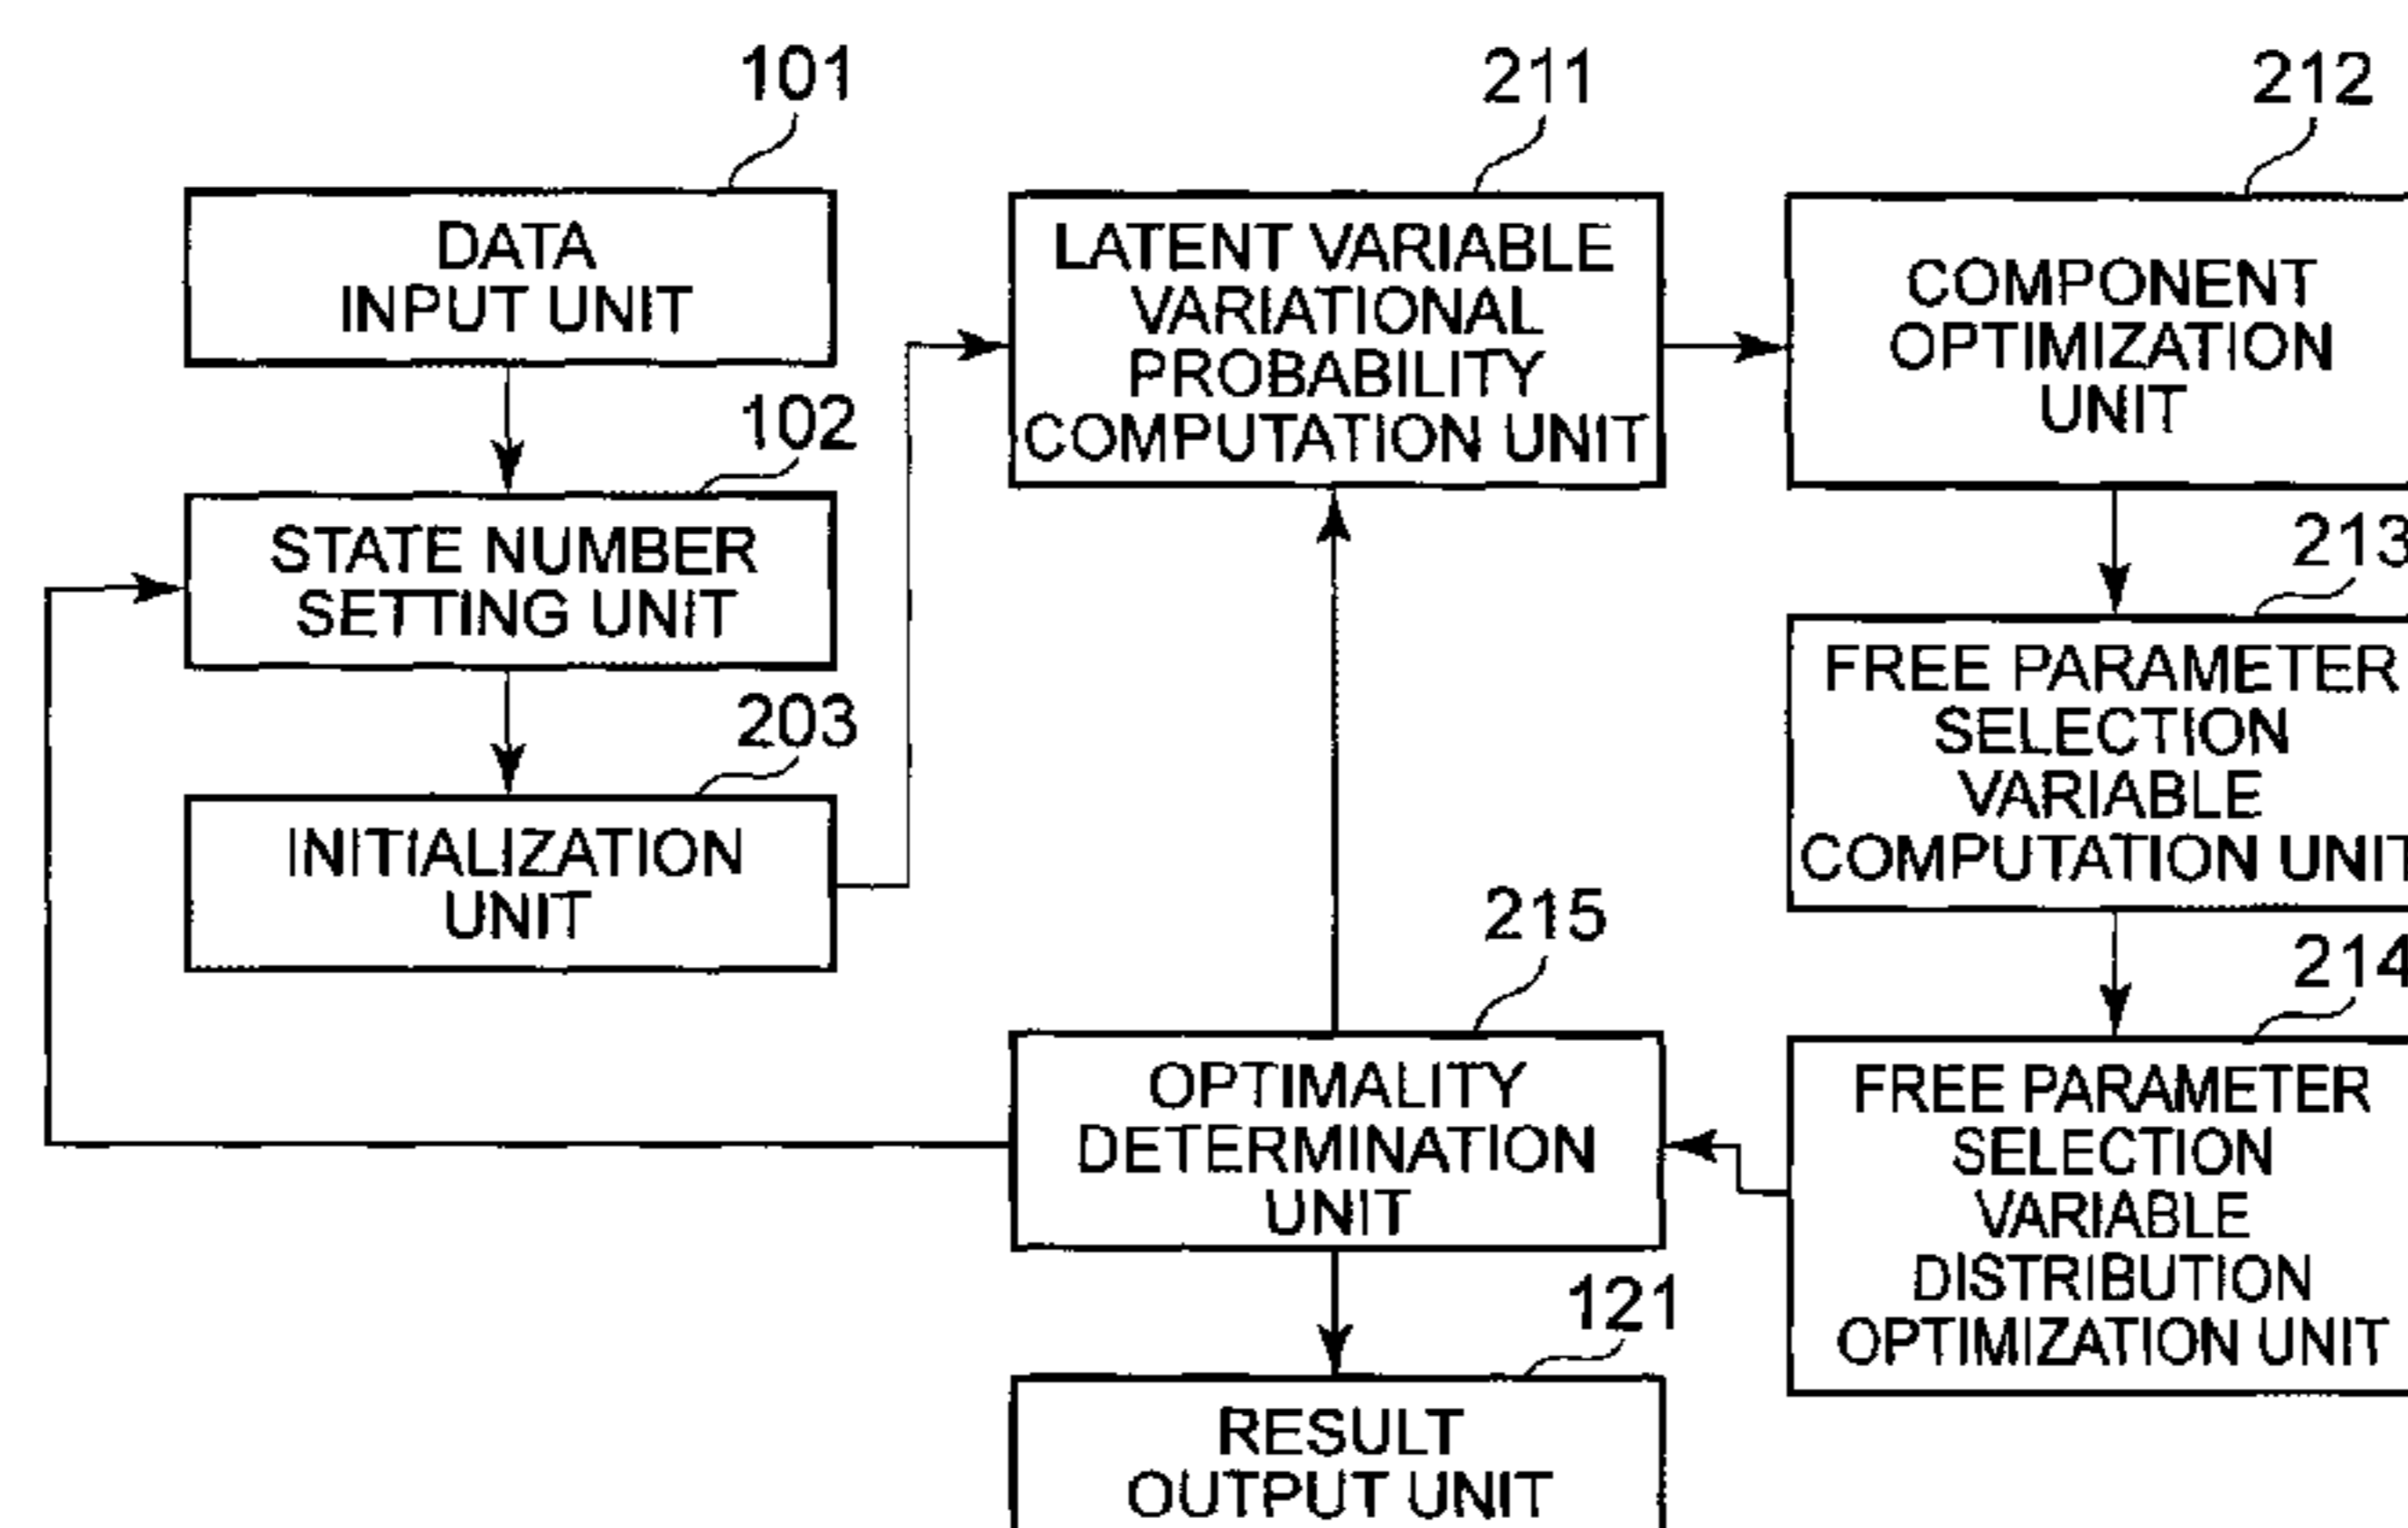 101
DATA
INPUT UNIT
102
STATE NUMBER
SETTING UNIT
203
INITIALIZATION
UNIT
211
LATENT VARIABLE
VARIATIONAL
PROBABILITY
COMPUTATION UNIT
212
COMPONENT
OPTIMIZATION
UNIT
213
FREE PARAMETER
SELECTION
VARIABLE
COMPUTATION UNIT
214
FREE PARAMETER
SELECTION
VARIABLE
DISTRIBUTION
OPTIMIZATION UNIT
215
OPTIMALITY
DETERMINATION
UNIT
121
RESULT
OUTPUT UNIT